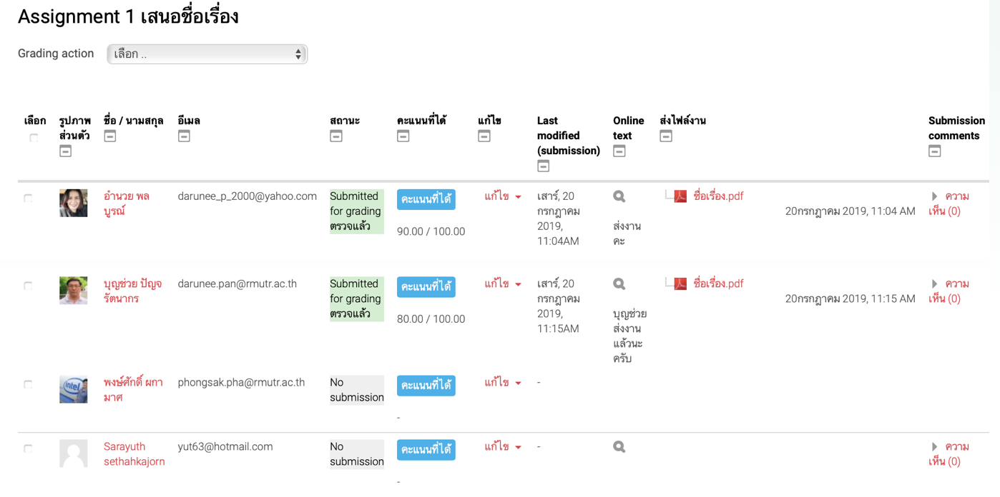 Assignment 1 เสนอชื่อเรื่อง
Grading action เลือก ..
เลือก
รูปภาพ
ส่วนตัว
ชื่อ / นามสกุล
อีเมล
สถานะ
คะแนนที่ได้
แก้ไข
Last
modified
(submission)
Online
text
ส่งไฟล์งาน
Submission
comments
อำนวย พล
บูรณ์
darunee_p_2000@yahoo.com
Submitted
for grading
ตรวจแล้ว
คะแนนที่ได้
90.00 / 100.00
แก้ไข
เสาร์, 20
กรกฎาคม
2019,
11:04AM
ส่งงาน
คะ
ชื่อเรื่อง.pdf
20กรกฎาคม 2019, 11:04 AM
ความ
เห็น (0)
บุญช่วย ปัญจ
รัตนากร
darunee.pan@rmutr.ac.th
Submitted
for grading
ตรวจแล้ว
คะแนนที่ได้
80.00 / 100.00
แก้ไข
เสาร์, 20
กรกฎาคม
2019,
11:15AM
บุญช่วย
ส่งงาน
แล้วนะ
ครับ
ชื่อเรื่อง.pdf
20กรกฎาคม 2019, 11:15 AM
ความ
เห็น (0)
intel
พงษ์ศักดิ์ ผกา
มาศ
phongsak.pha@rmutr.ac.th
No
submission
คะแนนที่ได้
-
แก้ไข
-
Sarayuth
sethahkajorn
yut63@hotmail.com
No
submission
คะแนนที่ได้
-
แก้ไข
-
ความ
เห็น (0)